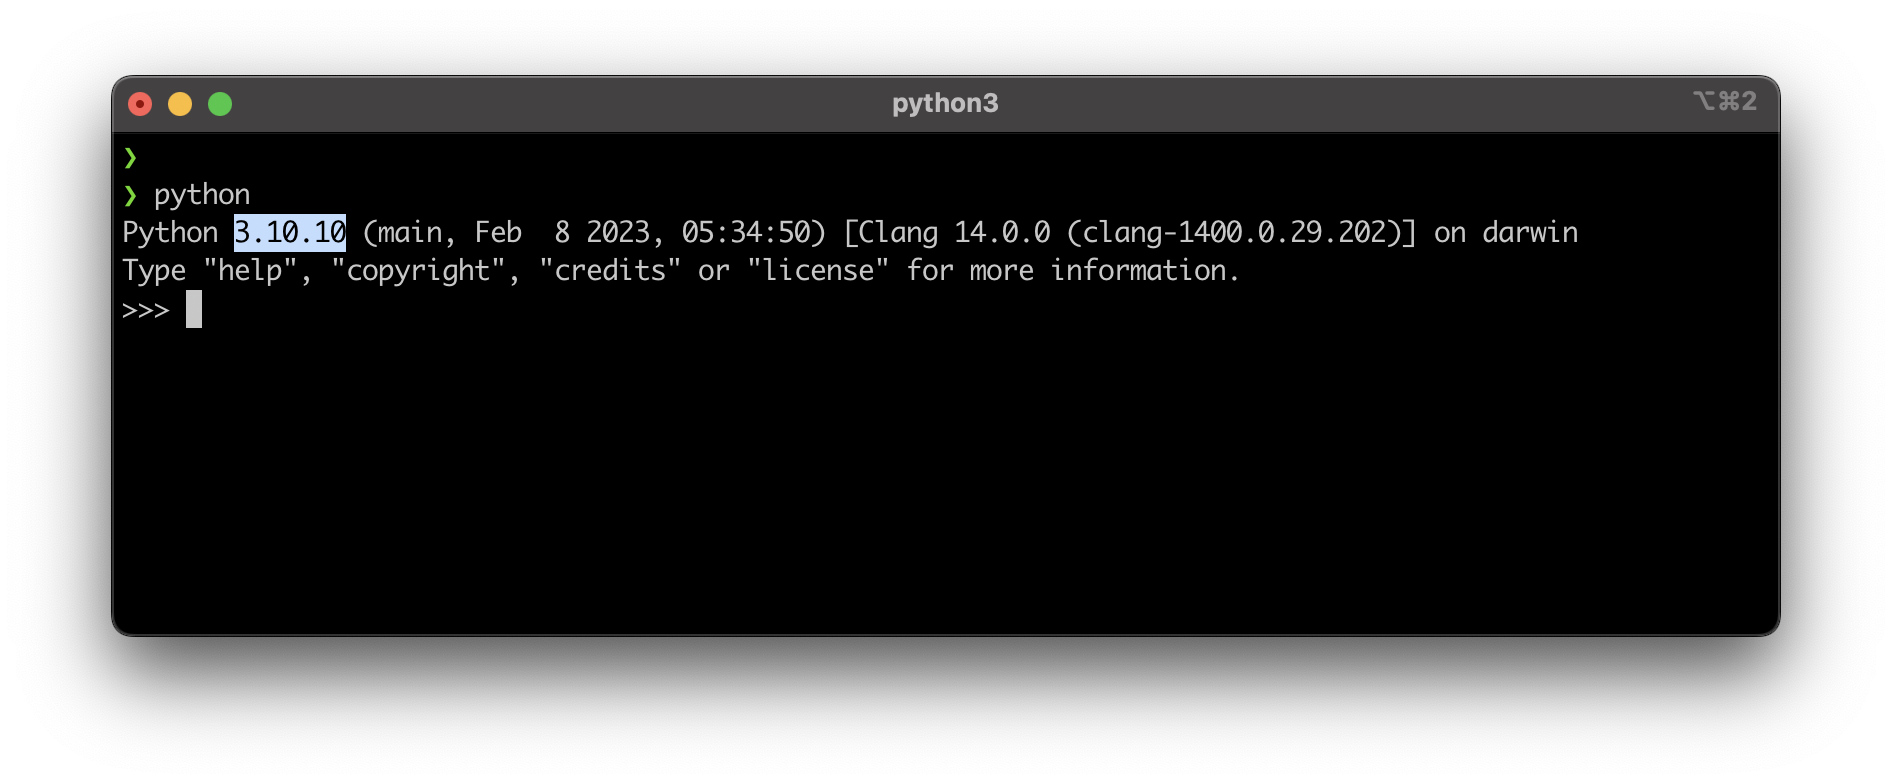 python3
⌥⌘2
❯
❯ python
Python 3.10.10 (main, Feb  8 2023, 05:34:50) [Clang 14.0.0 (clang-1400.0.29.202)] on darwin
Type "help", "copyright", "credits" or "license" for more information.
>>>